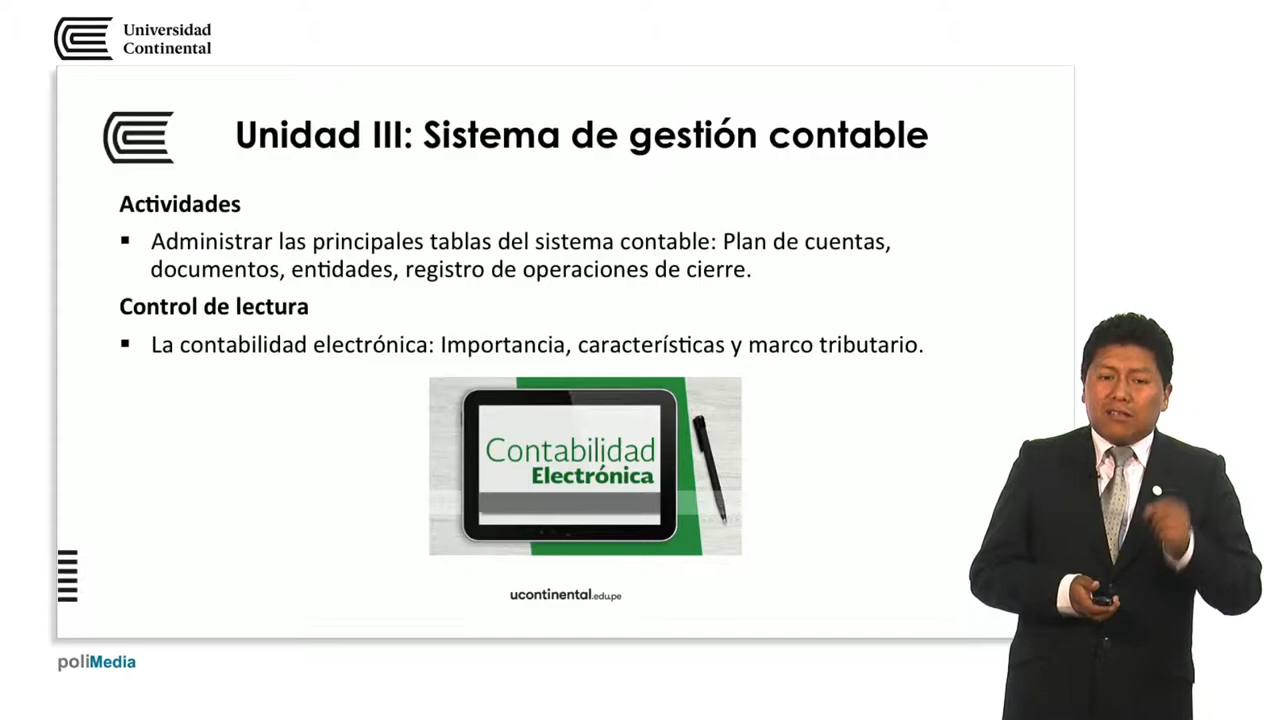 Universidad
Continental
Unidad III: Sistema de gestión contable
Actividades
▪ Administrar las principales tablas del sistema contable: Plan de cuentas,
documentos, entidades, registro de operaciones de cierre.
Control de lectura
▪ La contabilidad electrónica: Importancia, características y marco tributario.
Contabilidad
Electrónica
ucontinental.edu.pe
poliMedia